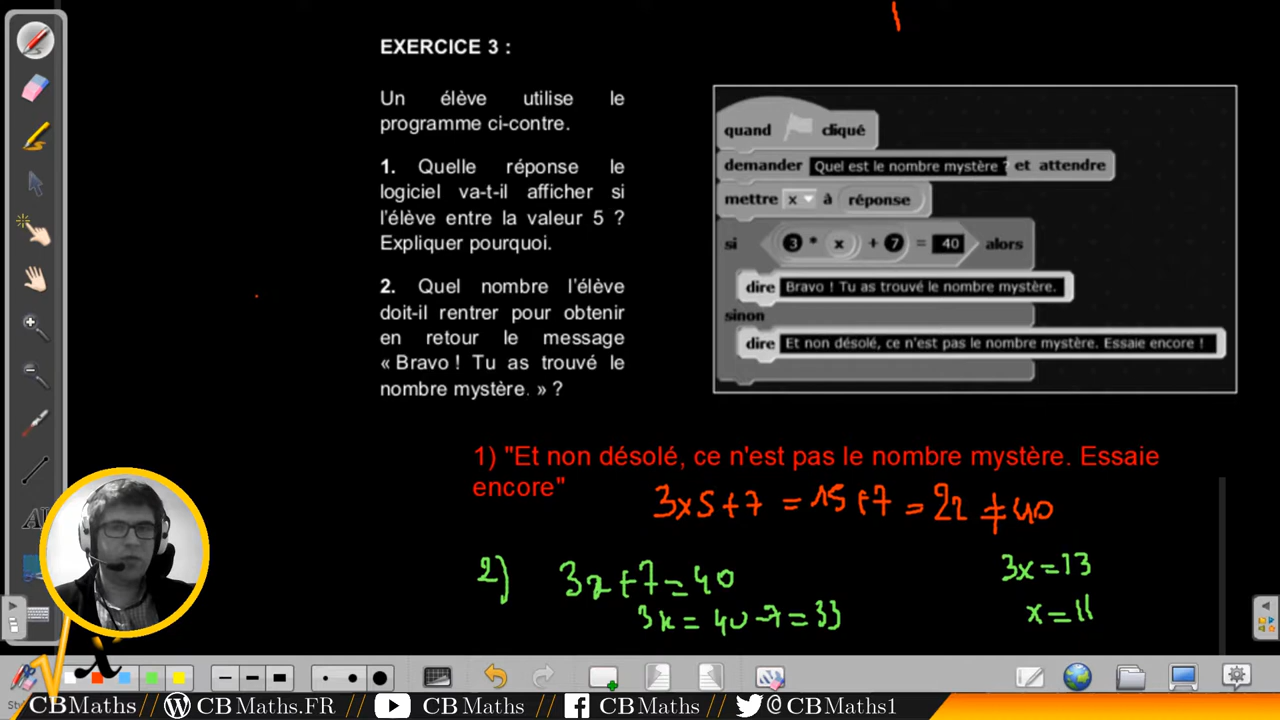 EXERCICE 3 :
Un élève utilise le
programme ci-contre.
1. Quelle réponse le
logiciel va-t-il afficher si
l'élève entre la valeur 5 ?
Expliquer pourquoi.
2. Quel nombre l'élève
doit-il rentrer pour obtenir
en retour le message
« Bravo ! Tu as trouvé le
nombre mystère. » ?
quand cliqué
demander Quel est le nombre mystère ? et attendre
mettre x à réponse
si 3 * x + 7 = 40 alors
dire Bravo ! Tu as trouvé le nombre mystère.
sinon
dire Et non désolé, ce n'est pas le nombre mystère. Essaie encore !
1) "Et non désolé, ce n'est pas le nombre mystère. Essaie
encore"
3x5+7 = 15+7 = 22 ≠ 40
2) 3x+7=40
3x = 40-7 = 33
3x=13
x=11
CBMaths// CBMaths.FR // CBMaths // CBMaths // @CBMaths1